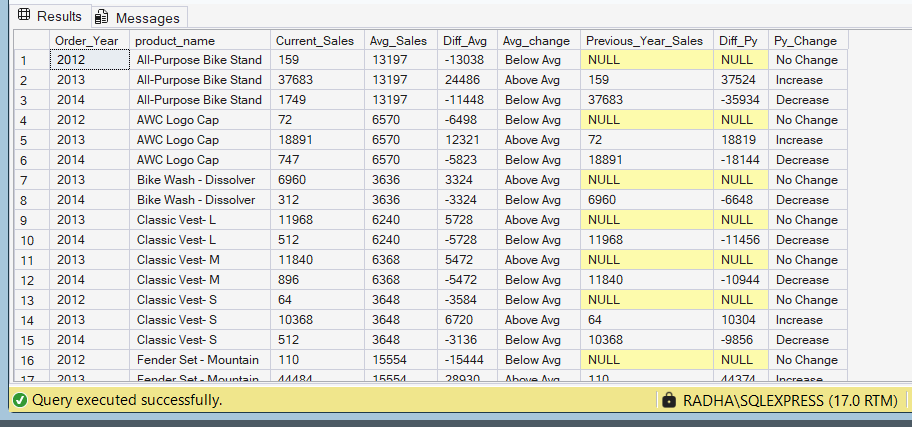 Results Messages
Order_Year product_name Current_Sales Avg_Sales Diff_Avg Avg_change Previous_Year_Sales Diff_Py Py_Change
1 2012 All-Purpose Bike Stand 159 13197 -13038 Below Avg NULL NULL No Change
2 2013 All-Purpose Bike Stand 37683 13197 24486 Above Avg 159 37524 Increase
3 2014 All-Purpose Bike Stand 1749 13197 -11448 Below Avg 37683 -35934 Decrease
4 2012 AWC Logo Cap 72 6570 -6498 Below Avg NULL NULL No Change
5 2013 AWC Logo Cap 18891 6570 12321 Above Avg 72 18819 Increase
6 2014 AWC Logo Cap 747 6570 -5823 Below Avg 18891 -18144 Decrease
7 2013 Bike Wash - Dissolver 6960 3636 3324 Above Avg NULL NULL No Change
8 2014 Bike Wash - Dissolver 312 3636 -3324 Below Avg 6960 -6648 Decrease
9 2013 Classic Vest- L 11968 6240 5728 Above Avg NULL NULL No Change
10 2014 Classic Vest- L 512 6240 -5728 Below Avg 11968 -11456 Decrease
11 2013 Classic Vest- M 11840 6368 5472 Above Avg NULL NULL No Change
12 2014 Classic Vest- M 896 6368 -5472 Below Avg 11840 -10944 Decrease
13 2012 Classic Vest- S 64 3648 -3584 Below Avg NULL NULL No Change
14 2013 Classic Vest- S 10368 3648 6720 Above Avg 64 10304 Increase
15 2014 Classic Vest- S 512 3648 -3136 Below Avg 10368 -9856 Decrease
16 2012 Fender Set - Mountain 110 15554 -15444 Below Avg NULL NULL No Change
17 2013 Fender Set - Mountain 44484 15554 28930 Above Avg 110 44374 Increase
Query executed successfully. RADHA\SQLEXPRESS (17.0 RTM)